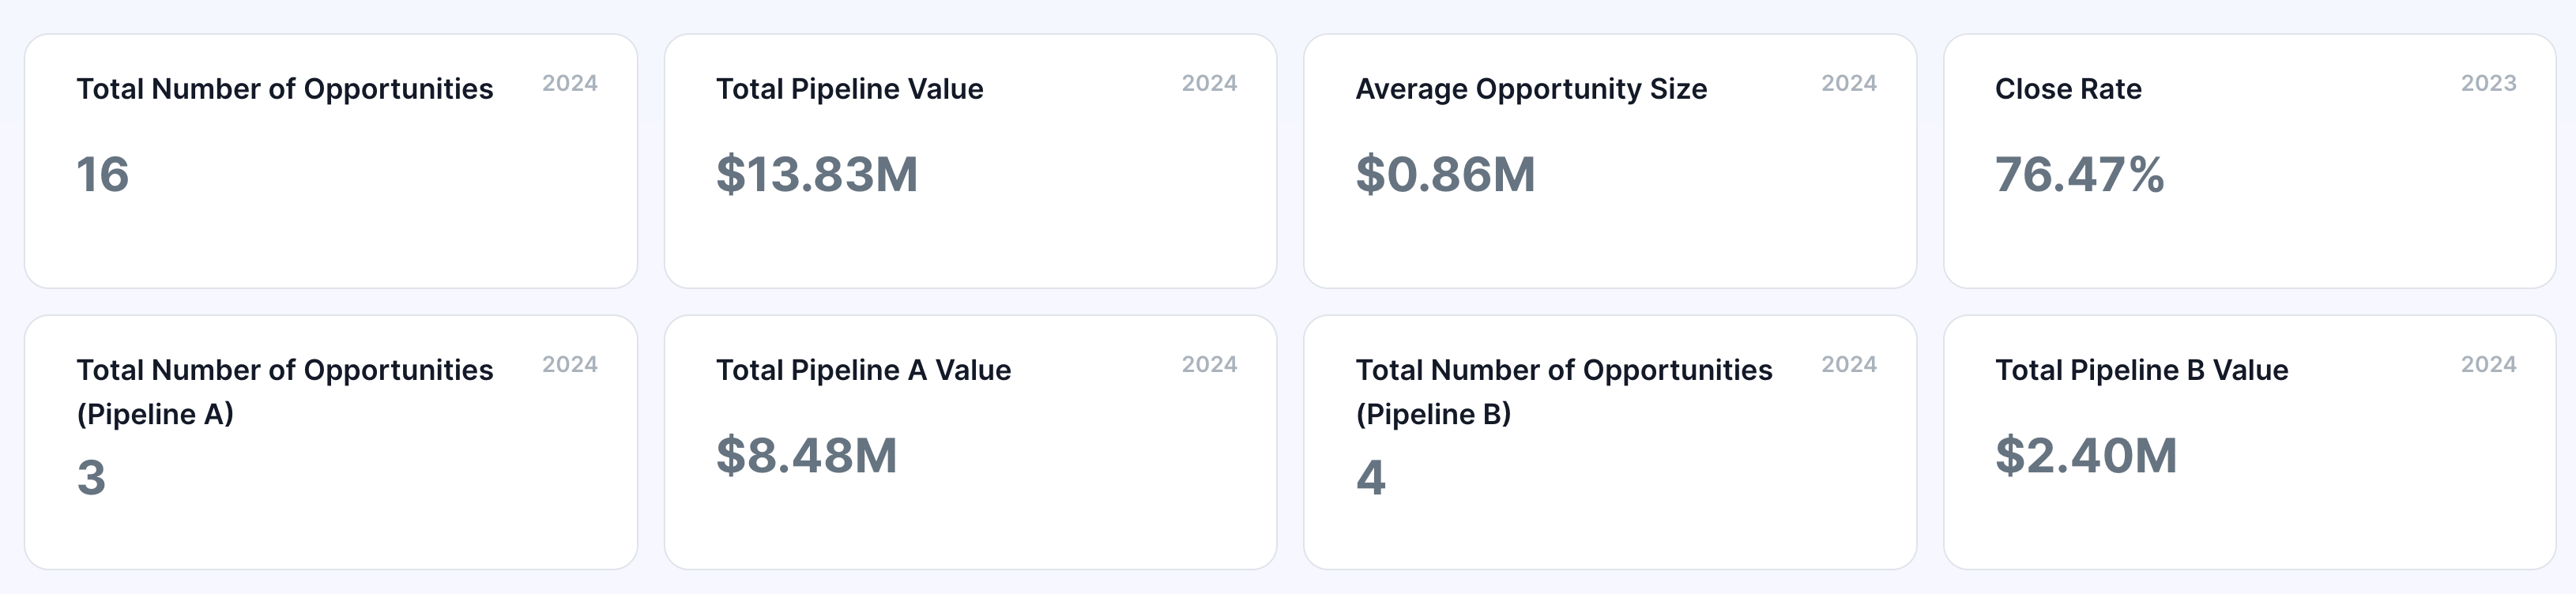 Total Number of Opportunities 2024
16
Total Pipeline Value 2024
$13.83M
Average Opportunity Size 2024
$0.86M
Close Rate 2023
76.47%
Total Number of Opportunities 2024
(Pipeline A)
3
Total Pipeline A Value 2024
$8.48M
Total Number of Opportunities 2024
(Pipeline B)
4
Total Pipeline B Value 2024
$2.40M